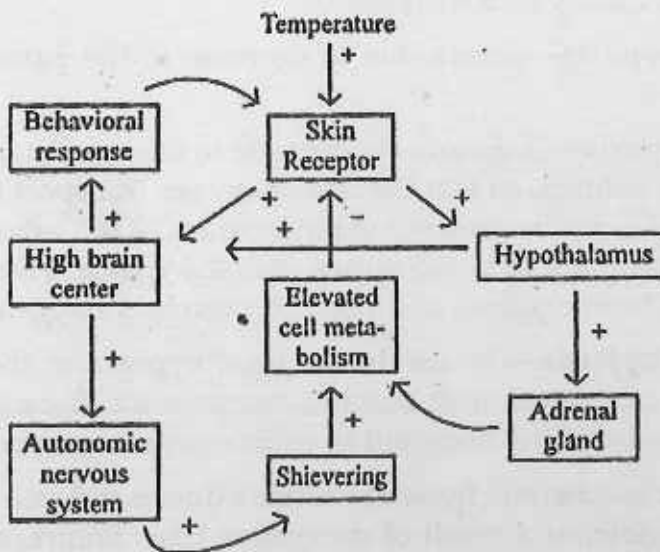 Temperature
+
Behavioral
response
Skin
Receptor
+
+
+
−
+
High brain
center
+
Hypothalamus
Elevated
cell meta-
bolism
+
+
Autonomic
nervous
system
+
Shievering
Adrenal
gland
+